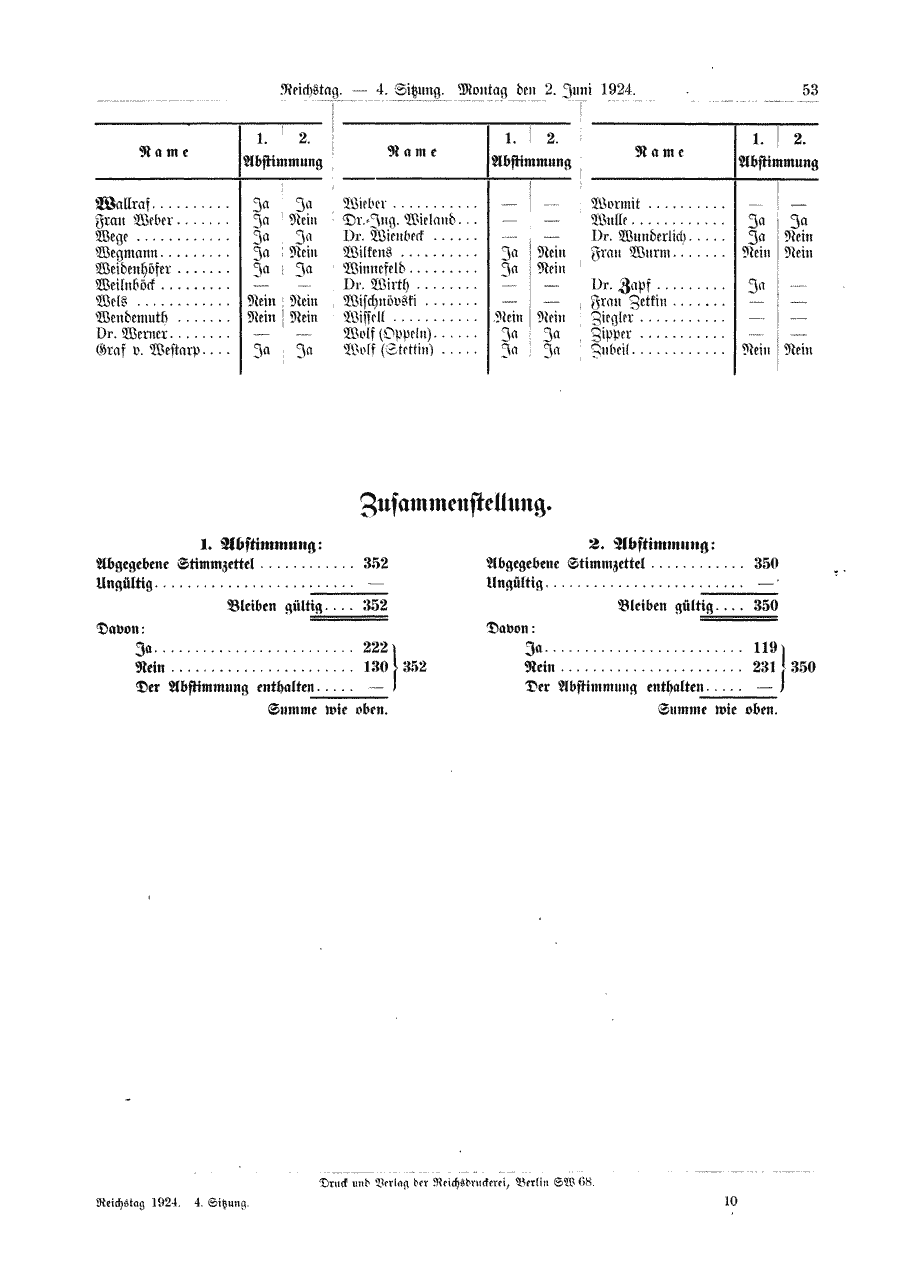 Reichstag. — 4. Sitzung. Montag den 2. Juni 1924. 53
Name 1. 2. Abstimmung
Wallraf.......... Ja Ja
Frau Weber....... Ja Nein
Wege ............ Ja Ja
Wegmann......... Ja Nein
Weidenhöfer ....... Ja Ja
Weilnböck ......... — —
Wels ............ Nein Nein
Wendemuth ....... Nein Nein
Dr. Werner........ — —
Graf v. Westarp.... Ja Ja
Name 1. 2. Abstimmung
Wieber ........... — —
Dr.-Ing. Wieland... — —
Dr. Wienbeck ...... — —
Wilkens .......... Ja Nein
Winnefeld......... Ja Nein
Dr. Wirth ........ — —
Wischnövski ....... — —
Wissell ........... Nein Nein
Wolf (Oppeln)...... Ja Ja
Wolf (Stettin) ..... Ja Ja
Name 1. 2. Abstimmung
Wormit .......... — —
Wulle............ Ja Ja
Dr. Wunderlich..... Ja Nein
Frau Wurm....... Nein Nein
Dr. Zapf ......... Ja —
Frau Zetkin ....... — —
Ziegler ........... — —
Zipper ........... — —
Zubeil............ Nein Nein
Zusammenstellung.
1. Abstimmung:
Abgegebene Stimmzettel ............ 352
Ungültig......................... —
Bleiben gültig.... 352
Davon:
Ja......................... 222
Nein ....................... 130 } 352
Der Abstimmung enthalten..... —
Summe wie oben.
2. Abstimmung:
Abgegebene Stimmzettel ............ 350
Ungültig......................... —
Bleiben gültig.... 350
Davon:
Ja......................... 119
Nein ....................... 231 } 350
Der Abstimmung enthalten..... —
Summe wie oben.
Druck und Verlag der Reichsdruckerei, Berlin SW 68.
Reichstag 1924. 4. Sitzung. 10